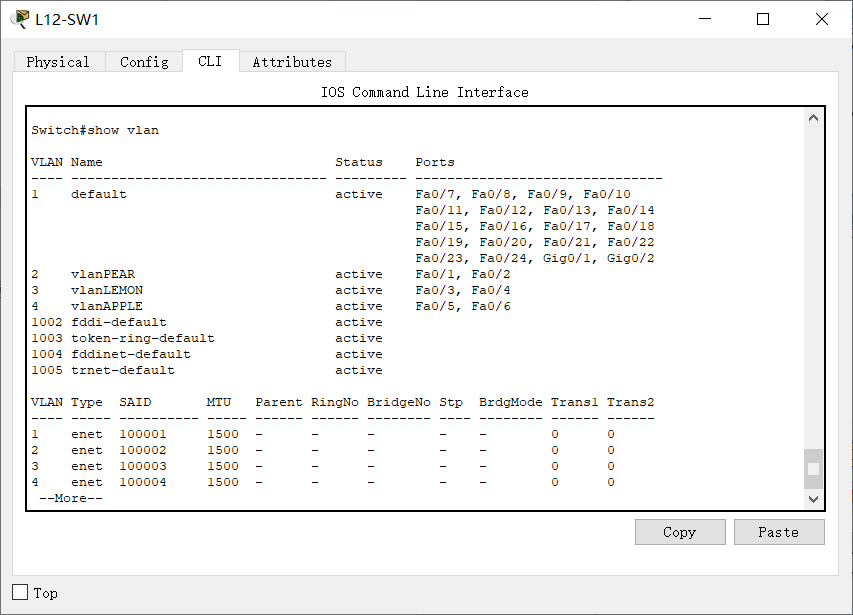 L12-SW1
Physical Config CLI Attributes
IOS Command Line Interface
Switch#show vlan
VLAN Name                             Status    Ports
---- -------------------------------- --------- -------------------------------
1    default                          active    Fa0/7, Fa0/8, Fa0/9, Fa0/10
                                                Fa0/11, Fa0/12, Fa0/13, Fa0/14
                                                Fa0/15, Fa0/16, Fa0/17, Fa0/18
                                                Fa0/19, Fa0/20, Fa0/21, Fa0/22
                                                Fa0/23, Fa0/24, Gig0/1, Gig0/2
2    vlanPEAR                         active    Fa0/1, Fa0/2
3    vlanLEMON                        active    Fa0/3, Fa0/4
4    vlanAPPLE                        active    Fa0/5, Fa0/6
1002 fddi-default                     active
1003 token-ring-default               active
1004 fddinet-default                  active
1005 trnet-default                    active
VLAN Type  SAID       MTU   Parent RingNo BridgeNo Stp  BrdgMode Trans1 Trans2
---- ----- ---------- ----- ------ ------ -------- ---- -------- ------ ------
1    enet  100001     1500  -      -      -        -    -        0      0
2    enet  100002     1500  -      -      -        -    -        0      0
3    enet  100003     1500  -      -      -        -    -        0      0
4    enet  100004     1500  -      -      -        -    -        0      0
 --More--
Copy Paste
Top